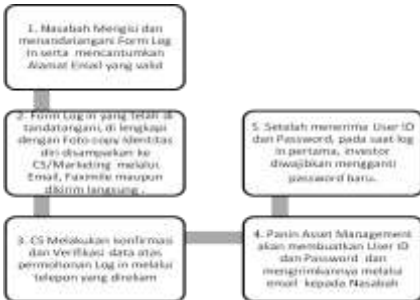 1. Nasabah Mengisi dan
menandatangani Form Log
In serta mencantumkan
Alamat Email yang valid
2. Form Log in yang telah di
tandatangani, di lengkapi
dengan Foto copy Identitas
diri disampaikan ke
CS/Marketing melalui
Email, Faximile maupun
dikirim langsung .
3. CS Melakukan konfirmasi
dan Verifikasi data atas
permohonan Log in melalui
telepon yang direkam
4. Panin Asset Management
akan membuatkan User ID
dan Password dan
mengirimkannya melalui
email kepada Nasabah
5. Setelah menerima User ID
dan Password, pada saat log
in pertama, investor
diwajibkan mengganti
password baru.